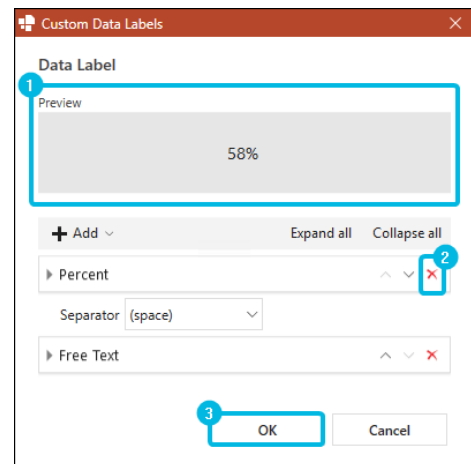 Custom Data Labels
Data Label
1
Preview
58%
Add
Expand all
Collapse all
2
Percent
Separator (space)
Free Text
3
OK
Cancel